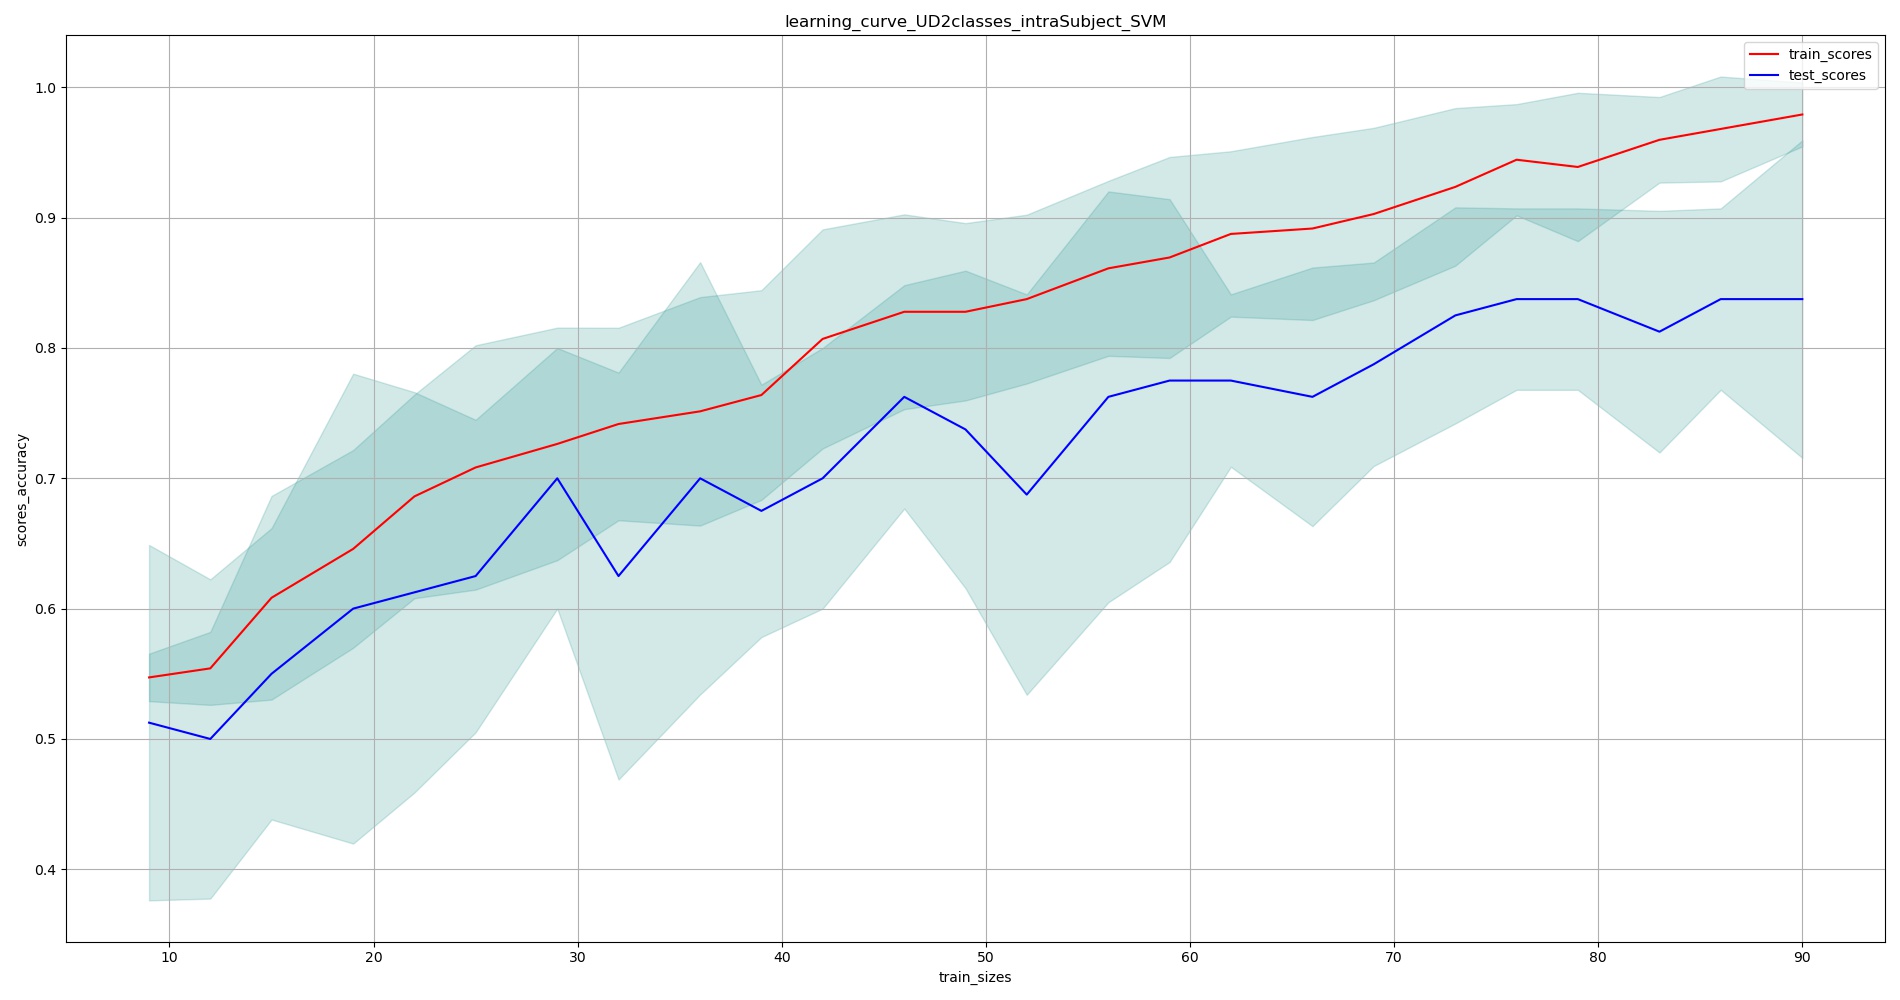 learning_curve_UD2classes_intraSubject_SVM
train_scores
test_scores
1.0
0.9
0.8
0.7
0.6
0.5
0.4
scores_accuracy
10 20 30 40 50 60 70 80 90
train_sizes